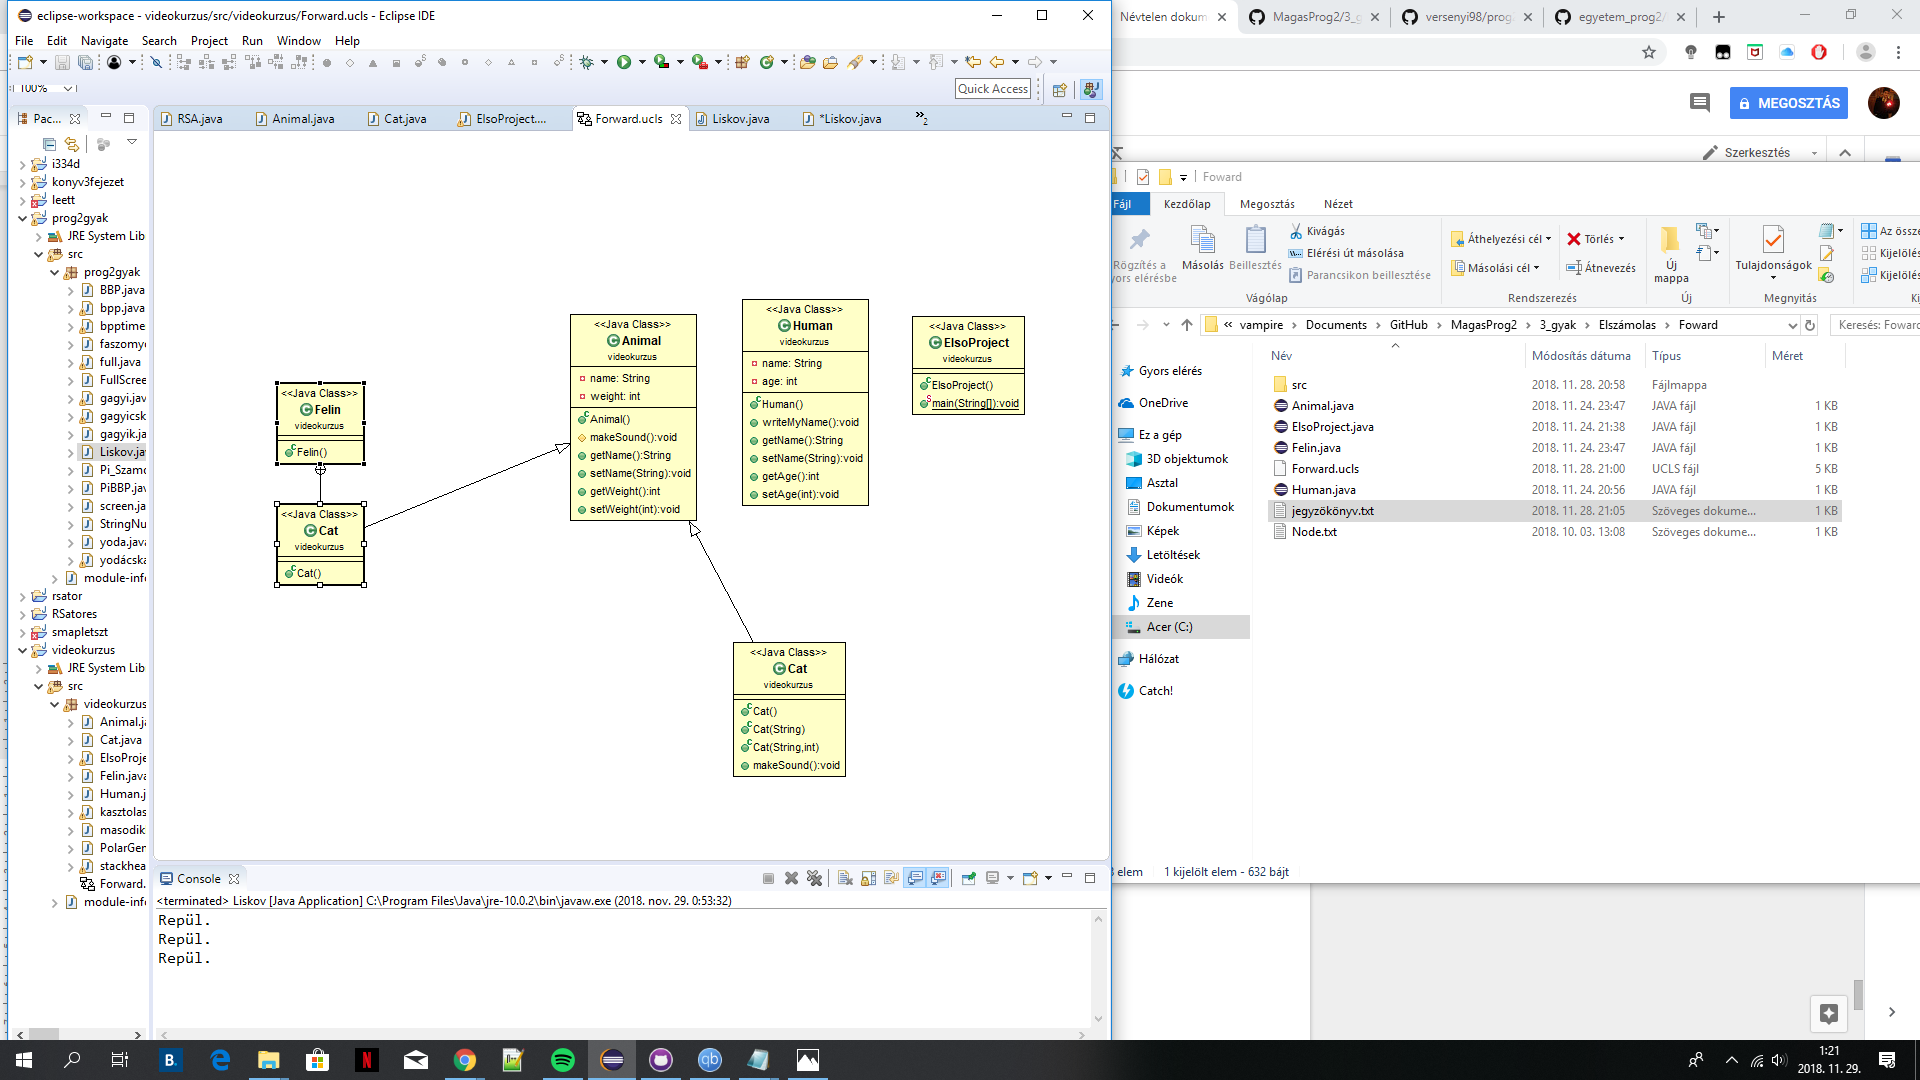 eclipse-workspace - videokurzus/src/videokurzus/Forward.ucls - Eclipse IDE
File Edit Navigate Search Project Run Window Help
Quick Access
100%
Pac...
RSA.java
Animal.java
Cat.java
ElsoProject....
Forward.ucls
Liskov.java
*Liskov.java
»2
i334d
konyv3fejezet
leett
prog2gyak
JRE System Lib
src
prog2gyak
BBP.java
bpp.java
bpptime
faszomy
full.java
FullScree
gagyi.jav
gagyicsk
gagyik.ja
Liskov.jav
Pi_Szamo
PiBBP.jav
screen.ja
StringNu
yoda.java
yodácska
module-info
rsator
RSatores
smapletszt
videokurzus
JRE System Lib
src
videokurzus
Animal.ja
Cat.java
ElsoProje
Felin.java
Human.j
kasztolas
masodik
PolarGen
stackhea
Forward.
module-info
<<Java Class>>
Felin
videokurzus
Felin()
<<Java Class>>
Cat
videokurzus
Cat()
<<Java Class>>
Animal
videokurzus
name: String
weight: int
Animal()
makeSound():void
getName():String
setName(String):void
getWeight():int
setWeight(int):void
<<Java Class>>
Human
videokurzus
name: String
age: int
Human()
writeMyName():void
getName():String
setName(String):void
getAge():int
setAge(int):void
<<Java Class>>
ElsoProject
videokurzus
ElsoProject()
main(String[]):void
<<Java Class>>
Cat
videokurzus
Cat()
Cat(String)
Cat(String,int)
makeSound():void
Console
<terminated> Liskov [Java Application] C:\Program Files\Java\jre-10.0.2\bin\javaw.exe (2018. nov. 29. 0:53:32)
Repül.
Repül.
Repül.
Névtelen dokum
MagasProg2/3_g
versenyi98/prog
egyetem_prog2/
MEGOSZTÁS
Szerkesztés
Foward
Fájl Kezdőlap Megosztás Nézet
Rögzítés a
yors elérésbe
Másolás
Beillesztés
Kivágás
Elérési út másolása
Parancsikon beillesztése
Vágólap
Áthelyezési cél
Másolási cél
Törlés
Átnevezés
Rendszerezés
Új
mappa
Új
Tulajdonságok
Megnyitás
Az össze
Kijelölés
Kijelölés
Ki
« vampire > Documents > GitHub > MagasProg2 > 3_gyak > Elszámolas > Foward
Keresés: Foward
Gyors elérés
OneDrive
Ez a gép
3D objektumok
Asztal
Dokumentumok
Képek
Letöltések
Videók
Zene
Acer (C:)
Hálózat
Catch!
Név Módosítás dátuma Típus Méret
src 2018. 11. 28. 20:58 Fájlmappa
Animal.java 2018. 11. 24. 23:47 JAVA fájl 1 KB
ElsoProject.java 2018. 11. 24. 21:38 JAVA fájl 1 KB
Felin.java 2018. 11. 24. 23:47 JAVA fájl 1 KB
Forward.ucls 2018. 11. 28. 21:00 UCLS fájl 5 KB
Human.java 2018. 11. 24. 20:56 JAVA fájl 1 KB
jegyzökönyv.txt 2018. 11. 28. 21:05 Szöveges dokume... 1 KB
Node.txt 2018. 10. 03. 13:08 Szöveges dokume... 1 KB
elem 1 kijelölt elem - 632 bájt
B.
N
qb
1:21
2018. 11. 29.